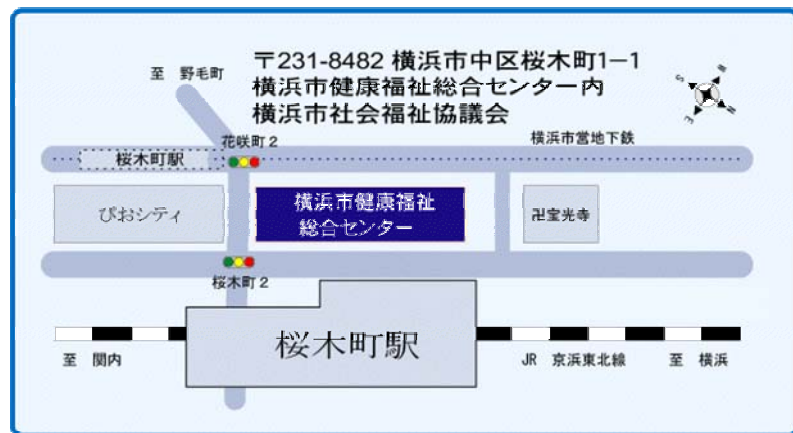 〒231-8482 横浜市中区桜木町1−1
横浜市健康福祉総合センター内
横浜市社会福祉協議会
至 野毛町
花咲町2
横浜市営地下鉄
桜木町駅
ぴおシティ
横浜市健康福祉
総合センター
卍宝光寺
桜木町2
桜木町駅
至 関内
JR 京浜東北線
至 横浜